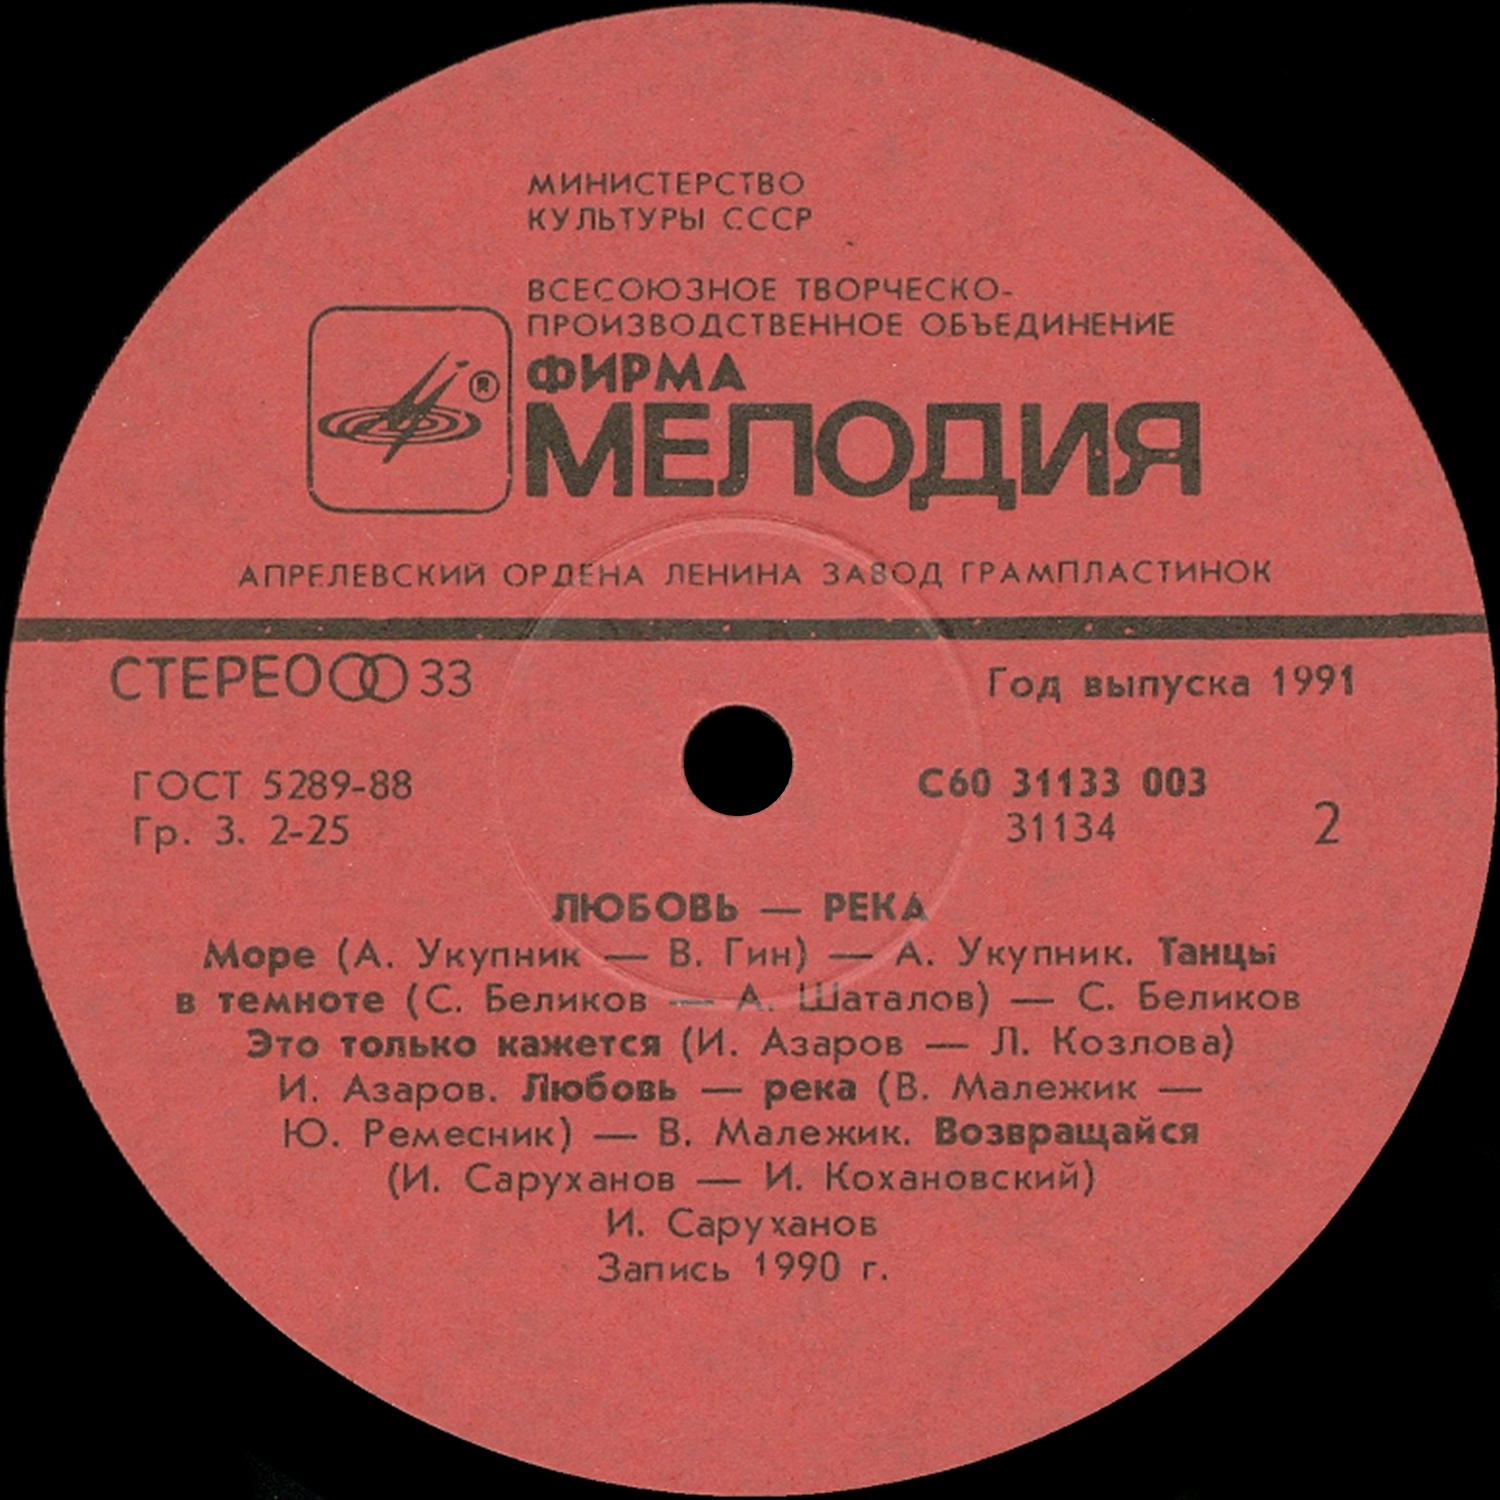 МИНИСТЕРСТВО
КУЛЬТУРЫ СССР
ВСЕСОЮЗНОЕ ТВОРЧЕСКО-
ПРОИЗВОДСТВЕННОЕ ОБЪЕДИНЕНИЕ
ФИРМА
®
МЕЛОДИЯ
АПРЕЛЕВСКИЙ ОРДЕНА ЛЕНИНА ЗАВОД ГРАМПЛАСТИНОК
СТЕРЕО 33
Год выпуска 1991
ГОСТ 5289-88
Гр. 3. 2-25
С60 31133 003
31134
2
ЛЮБОВЬ — РЕКА
Море (А. Укупник — В. Гин) — А. Укупник. Танцы
в темноте (С. Беликов — А. Шаталов) — С. Беликов
Это только кажется (И. Азаров — Л. Козлова)
И. Азаров. Любовь — река (В. Малежик —
Ю. Ремесник) — В. Малежик. Возвращайся
(И. Саруханов — И. Кохановский)
И. Саруханов
Запись 1990 г.